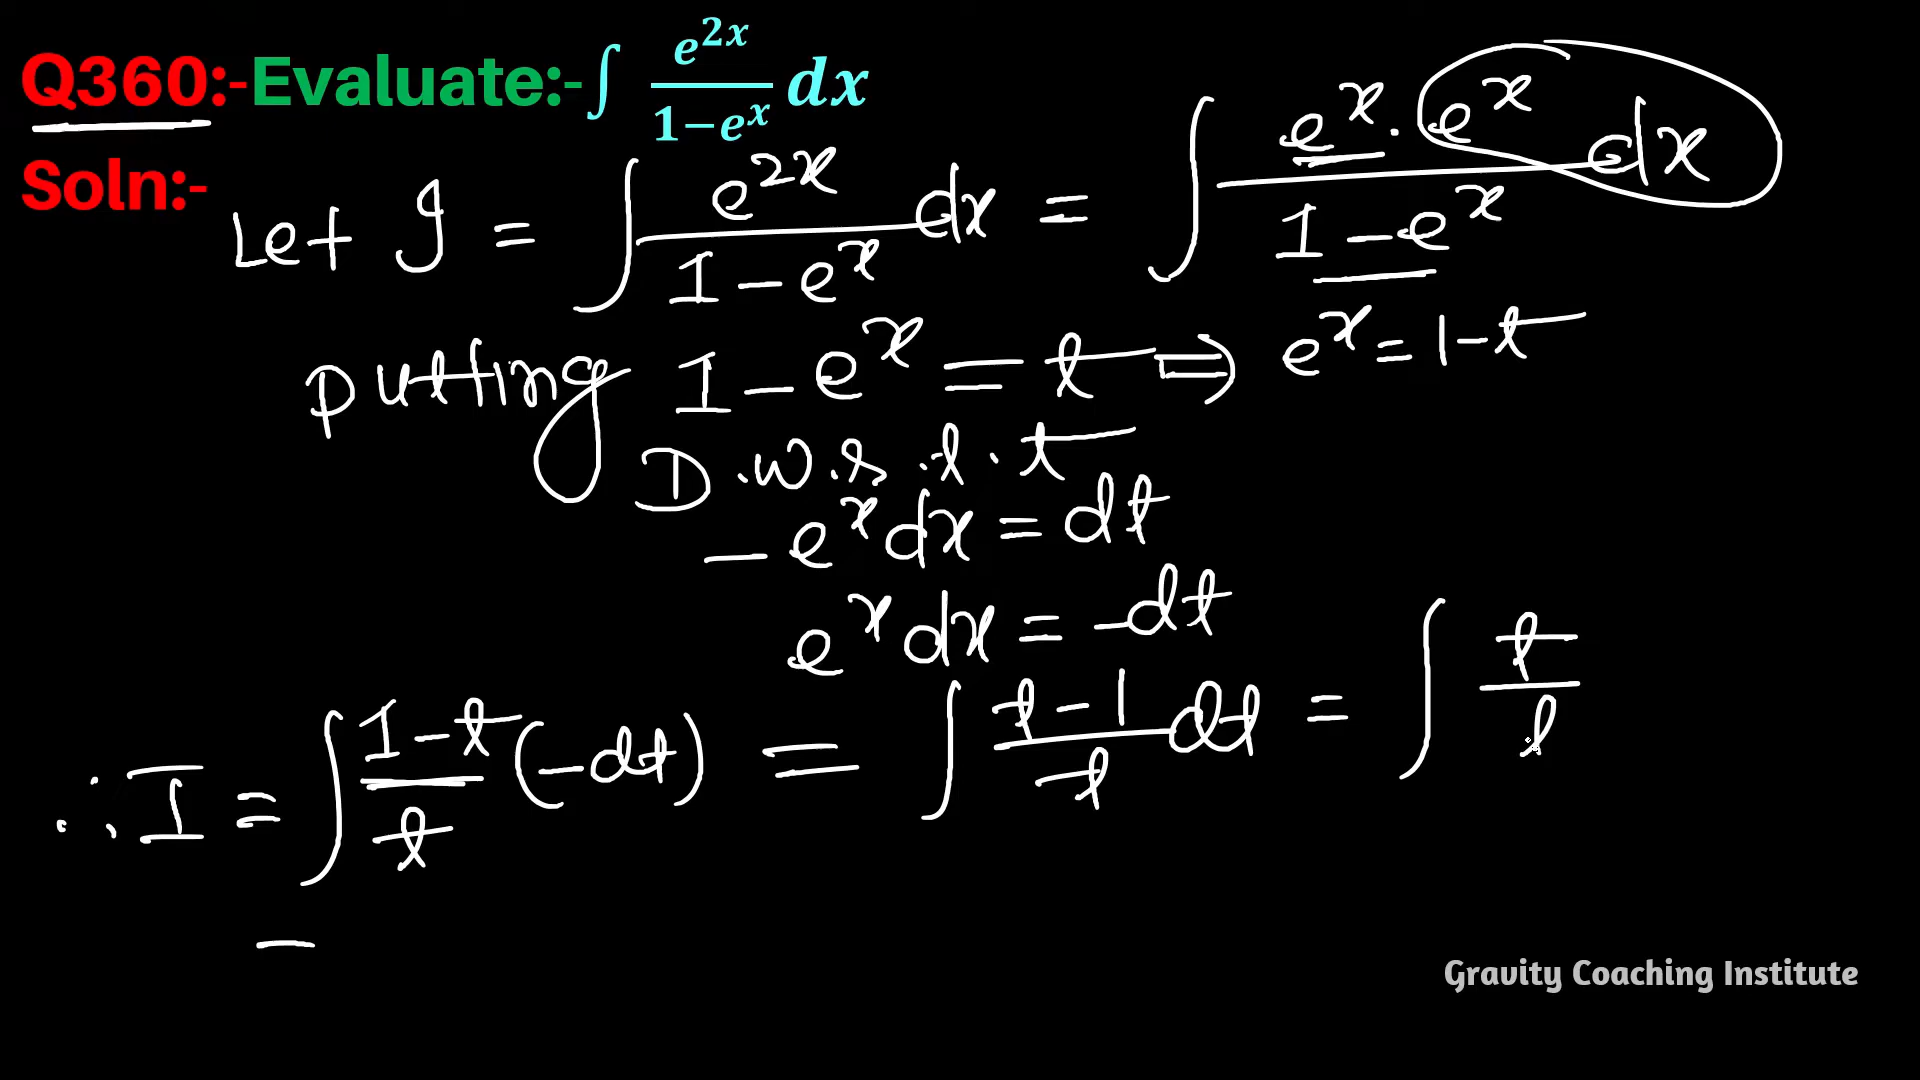 Q360:-Evaluate:-∫ e^{2x}/(1−e^x) dx
Soln:-
Let I = ∫ e^{2x}/(1−e^x) dx = ∫ e^x.e^x/(1−e^x) dx
putting 1−e^x = t ⇒ e^x = 1−t
D.w.r.t.t
−e^x dx = dt
e^x dx = −dt
∴ I = ∫ (1−t)/t (−dt) = ∫ (t−1)/t dt = ∫ t/t
−
Gravity Coaching Institute